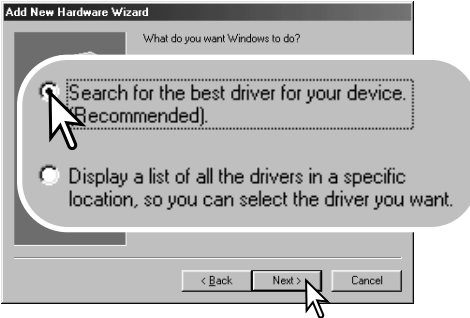 Add New Hardware Wizard
What do you want Windows to do?
Search for the best driver for your device.
(Recommended).
Display a list of all the drivers in a specific
location, so you can select the driver you want.
< Back
Next >
Cancel